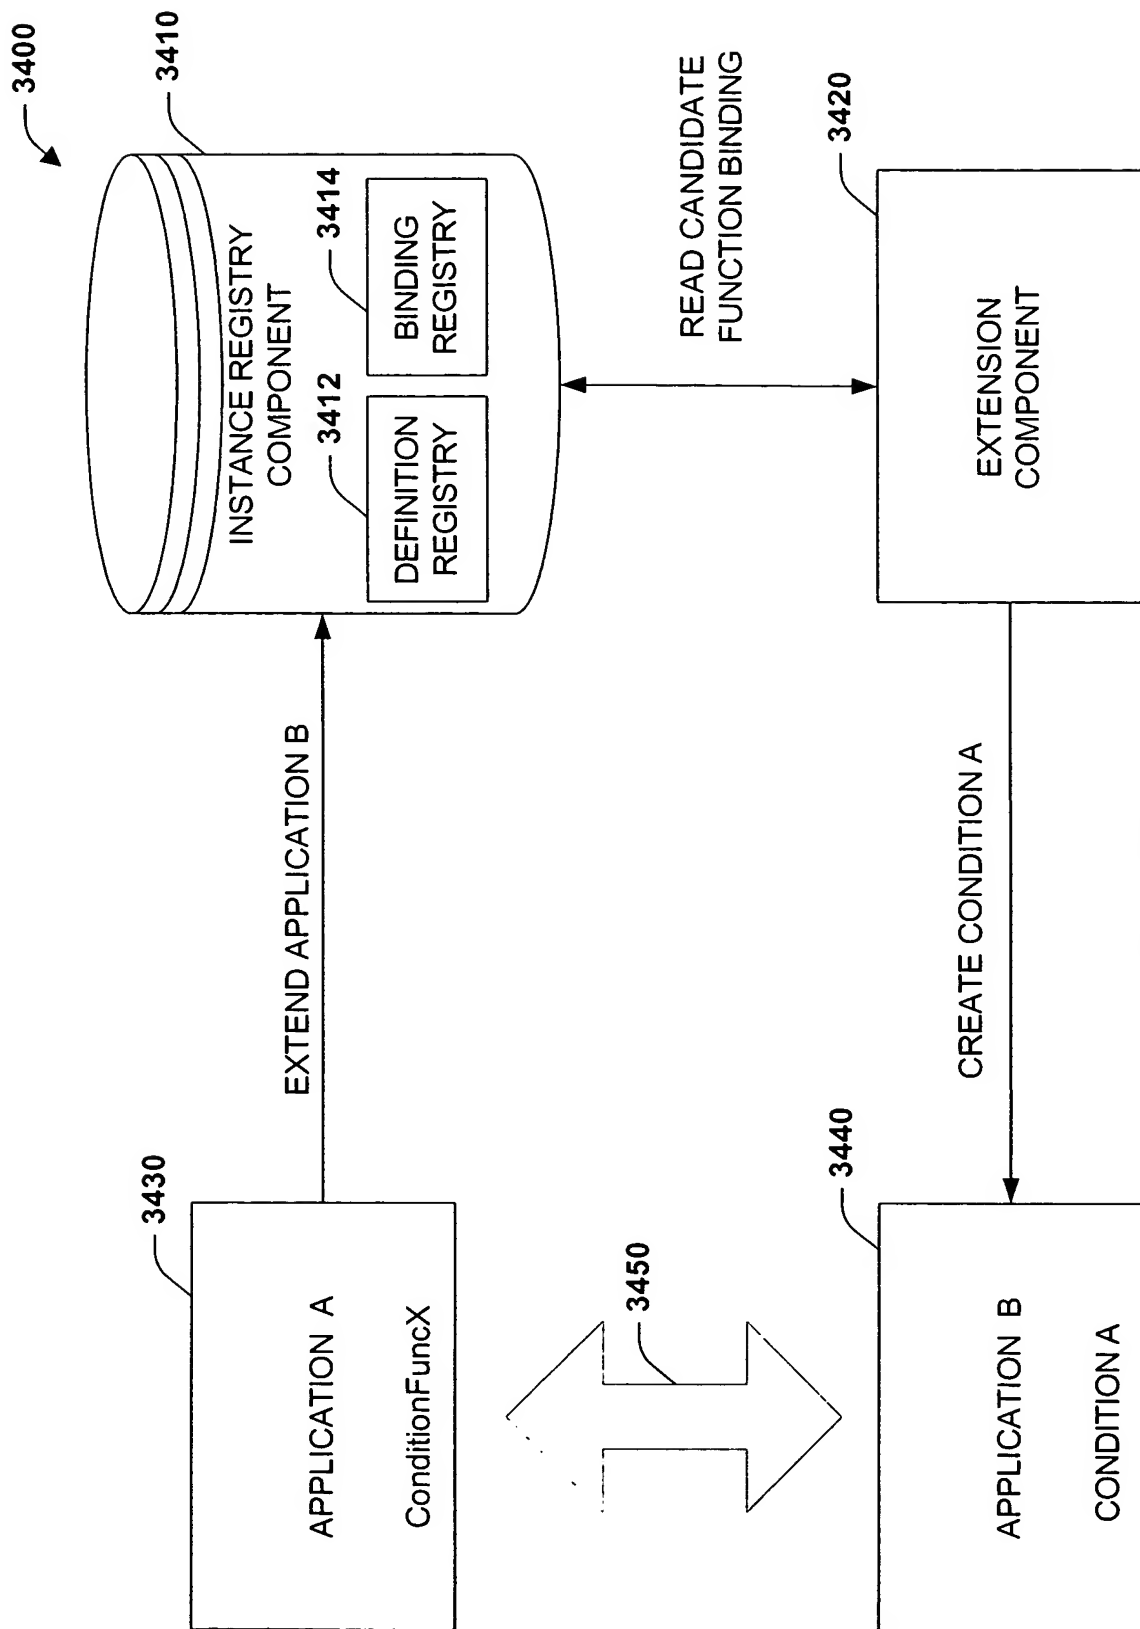 3400
3430
APPLICATION A
ConditionFuncX
EXTEND APPLICATION B
3410
INSTANCE REGISTRY
COMPONENT
3412
DEFINITION
REGISTRY
3414
BINDING
REGISTRY
3450
READ CANDIDATE
FUNCTION BINDING
3440
APPLICATION B
CONDITION A
CREATE CONDITION A
3420
EXTENSION
COMPONENT